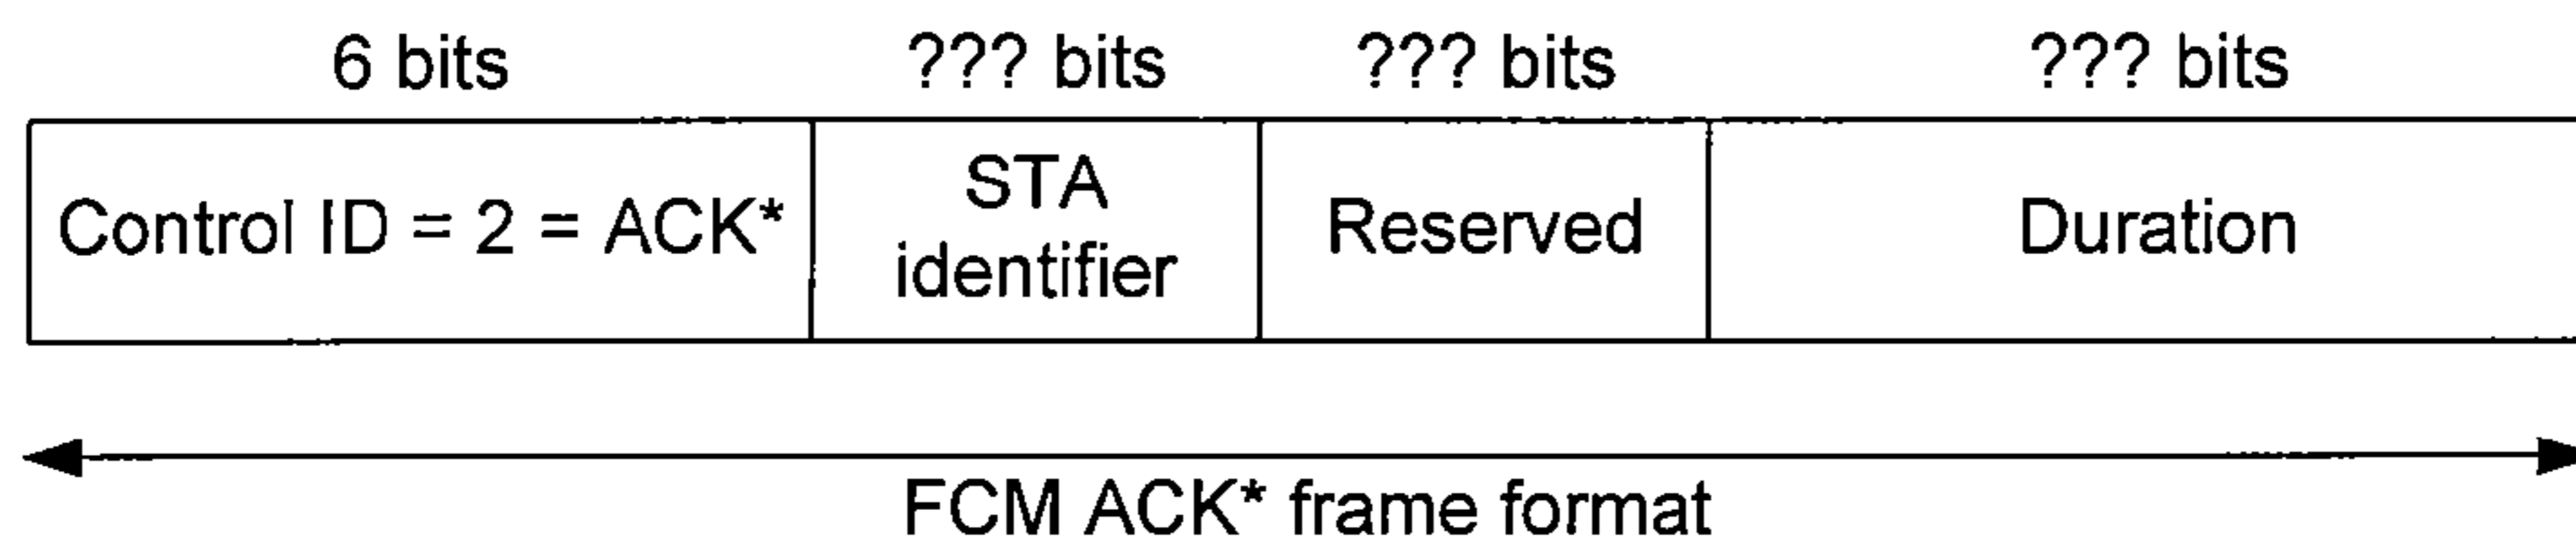 6 bits ??? bits ??? bits ??? bits
Control ID = 2 = ACK* STA identifier Reserved Duration
FCM ACK* frame format